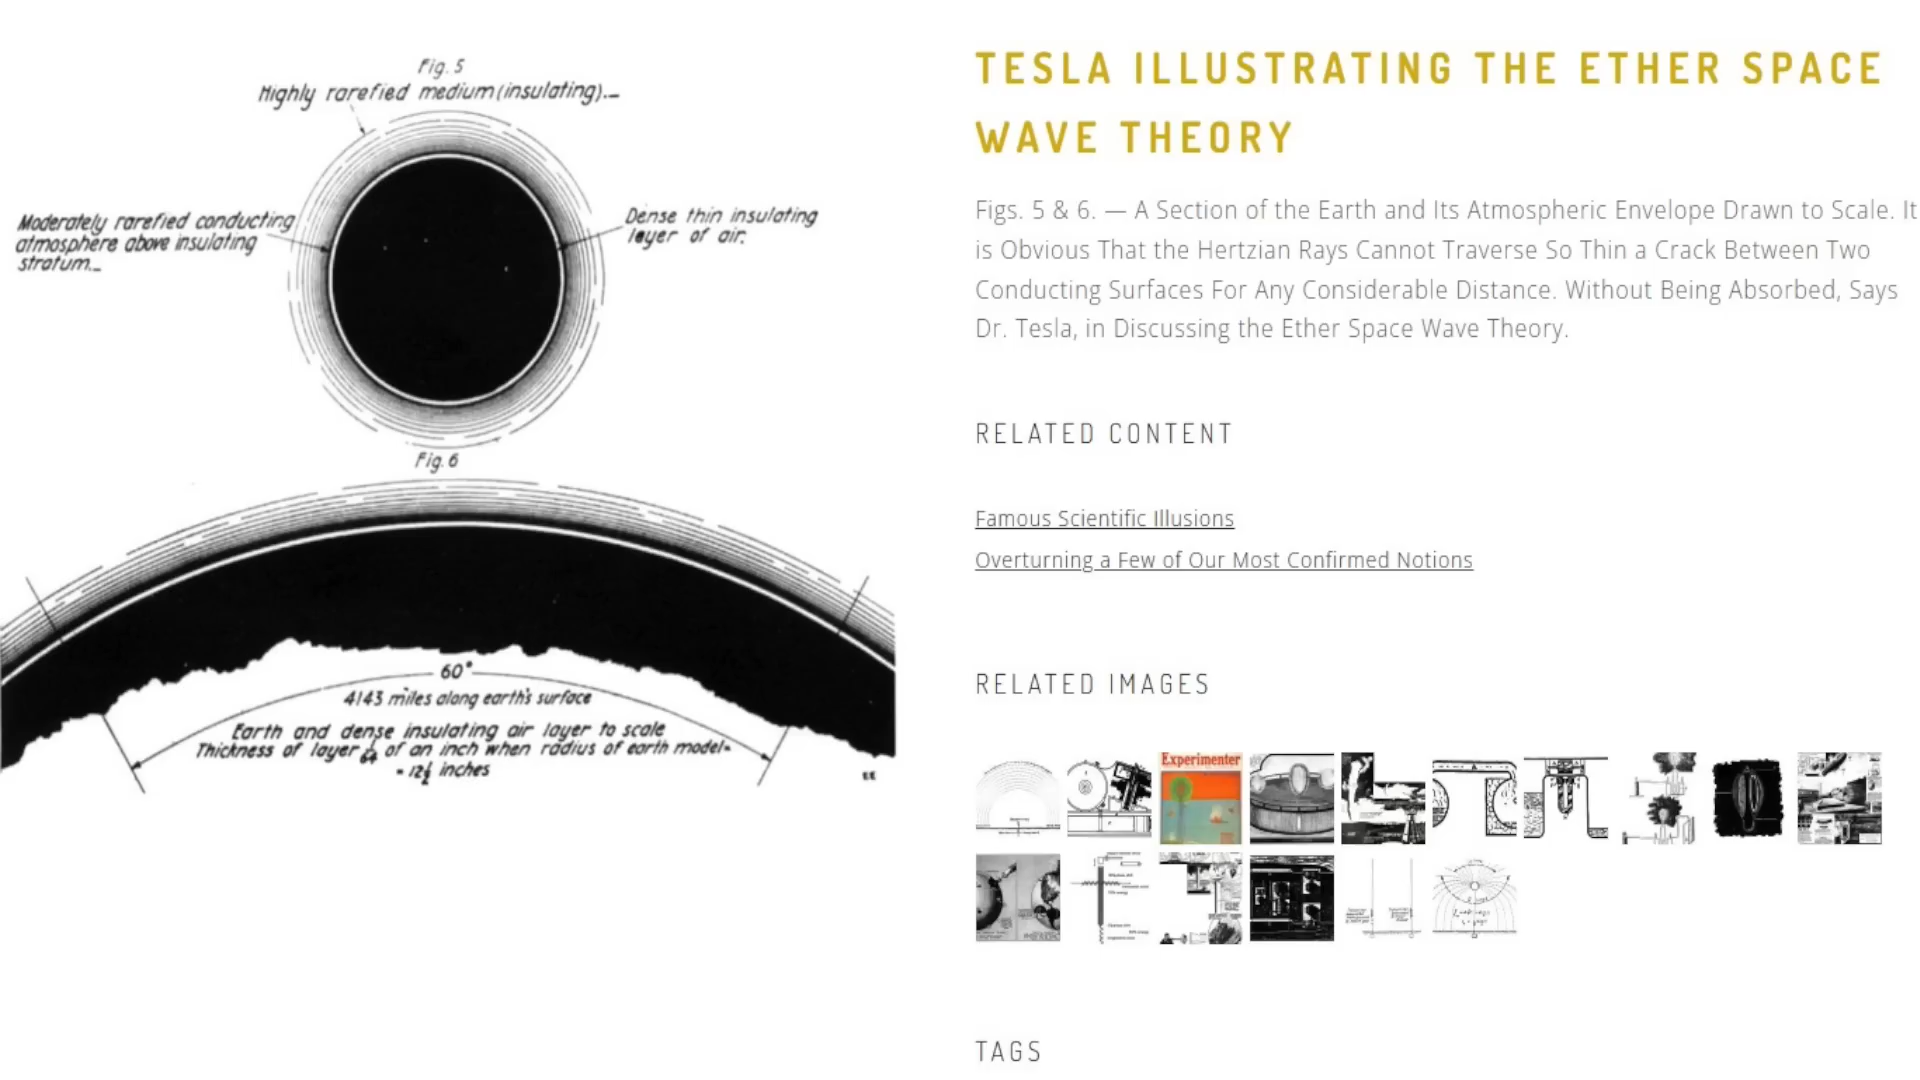 Fig. 5
Highly rarefied medium (insulating)._
Moderately rarefied conducting
atmosphere above insulating
stratum._
Dense thin insulating
layer of air.
Fig. 6
60°
4143 miles along earth's surface
Earth and dense insulating air layer to scale
Thickness of layer 1/64 of an inch when radius of earth model-
= 12½ inches
TESLA ILLUSTRATING THE ETHER SPACE
WAVE THEORY
Figs. 5 & 6. — A Section of the Earth and Its Atmospheric Envelope Drawn to Scale. It
is Obvious That the Hertzian Rays Cannot Traverse So Thin a Crack Between Two
Conducting Surfaces For Any Considerable Distance. Without Being Absorbed, Says
Dr. Tesla, in Discussing the Ether Space Wave Theory.
RELATED CONTENT
Famous Scientific Illusions
Overturning a Few of Our Most Confirmed Notions
RELATED IMAGES
Experimenter
TAGS